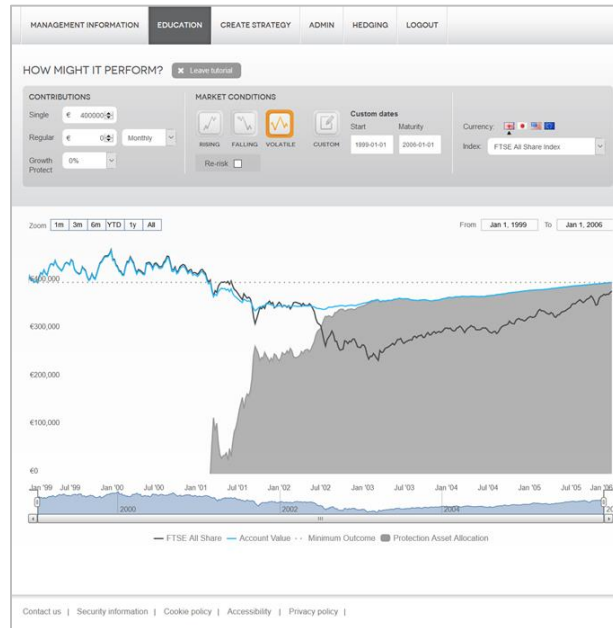 MANAGEMENT INFORMATION EDUCATION CREATE STRATEGY ADMIN HEDGING LOGOUT
HOW MIGHT IT PERFORM? ✖ Leave tutorial
CONTRIBUTIONS
Single € 400000
Regular € 0 Monthly
Growth Protect 0%
MARKET CONDITIONS
RISING FALLING VOLATILE CUSTOM
Re-risk
Custom dates
Start Maturity
1999-01-01 2006-01-01
Currency:
Index: FTSE All Share Index
Zoom 1m 3m 6m YTD 1y All
From Jan 1, 1999 To Jan 1, 2006
€400,000
€300,000
€200,000
€100,000
€0
Jan '99 Jul '99 Jan '00 Jul '00 Jan '01 Jul '01 Jan '02 Jul '02 Jan '03 Jul '03 Jan '04 Jul '04 Jan '05 Jul '05 Jan '06
2000 2002 2004 20
FTSE All Share Account Value Minimum Outcome Protection Asset Allocation
Contact us | Security information | Cookie policy | Accessibility | Privacy policy |